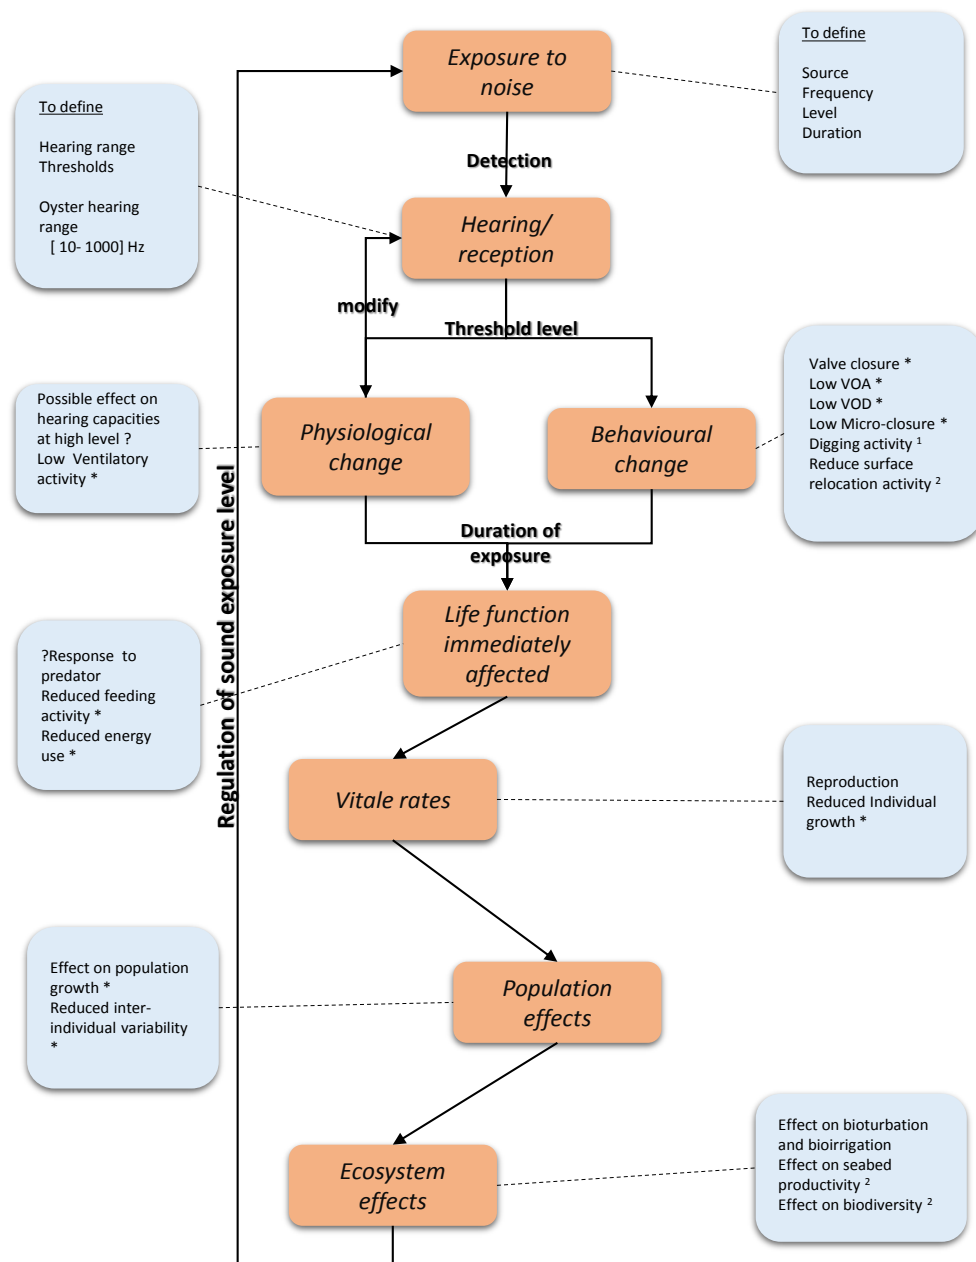 Exposure to
noise
To define
Source
Frequency
Level
Duration
To define
Hearing range
Thresholds
Oyster hearing
range
[ 10- 1000] Hz
Detection
Hearing/
reception
modify
Threshold level
Possible effect on
hearing capacities
at high level ?
Low Ventilatory
activity *
Physiological
change
Behavioural
change
Valve closure *
Low VOA *
Low VOD *
Low Micro-closure *
Digging activity ¹
Reduce surface
relocation activity ²
Duration of
exposure
Regulation of sound exposure level
Life function
immediately
affected
?Response to
predator
Reduced feeding
activity *
Reduced energy
use *
Vitale rates
Reproduction
Reduced Individual
growth *
Effect on population
growth *
Reduced inter-
individual variability
*
Population
effects
Ecosystem
effects
Effect on bioturbation
and bioirrigation
Effect on seabed
productivity ²
Effect on biodiversity ²